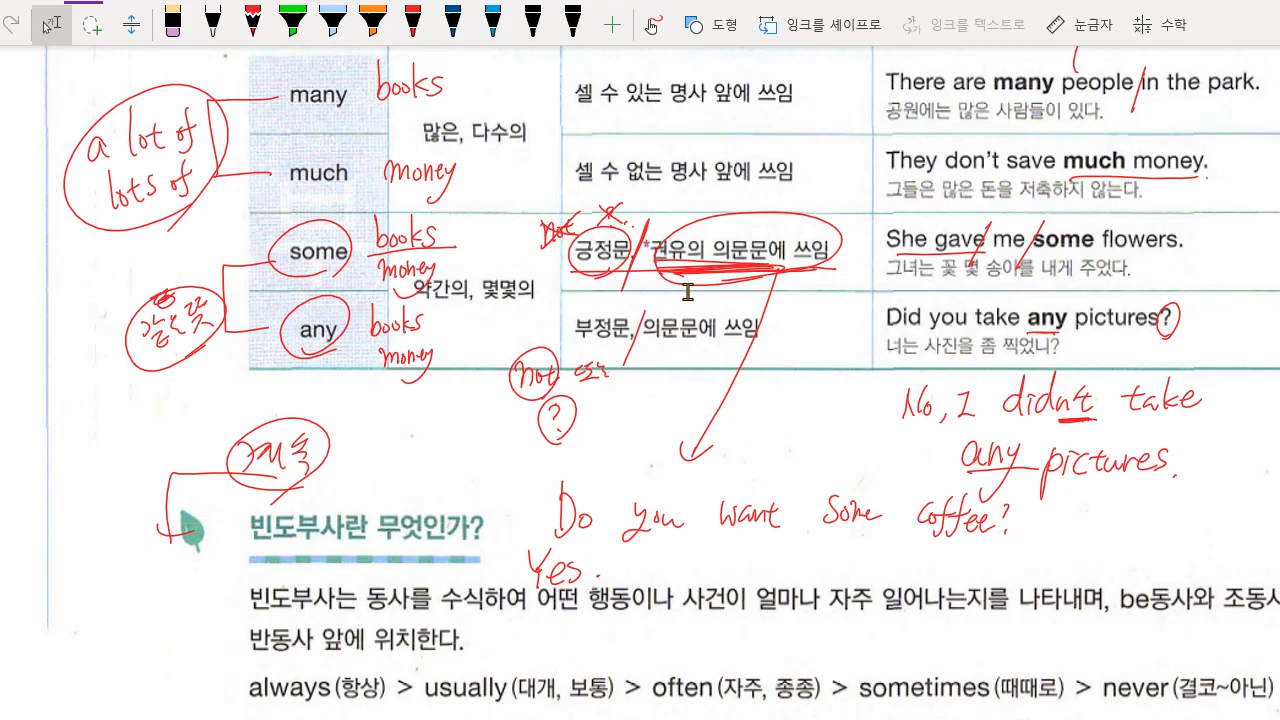 도형 잉크를 셰이프로 잉크를 텍스트로 눈금자 수학
many books
많은, 다수의
셀 수 있는 명사 앞에 쓰임
There are many people in the park.
공원에는 많은 사람들이 있다.
a lot of
lots of
much money
셀 수 없는 명사 앞에 쓰임
They don't save much money.
그들은 많은 돈을 저축하지 않는다.
some books
money
약간의, 몇몇의
긍정문, *권유의 의문문에 쓰임
She gave me some flowers.
그녀는 꽃 몇 송이를 내게 주었다.
any books
money
부정문, 의문문에 쓰임
Did you take any pictures?
너는 사진을 좀 찍었니?
같은 뜻
not 또는
?
No, I didn't take
any pictures.
Do you want some coffee?
Yes.
빈도부사란 무엇인가?
빈도부사는 동사를 수식하여 어떤 행동이나 사건이 얼마나 자주 일어나는지를 나타내며, be동사와 조동사
반동사 앞에 위치한다.
always(항상) > usually(대개, 보통) > often(자주, 종종) > sometimes(때때로) > never(결코~아닌)